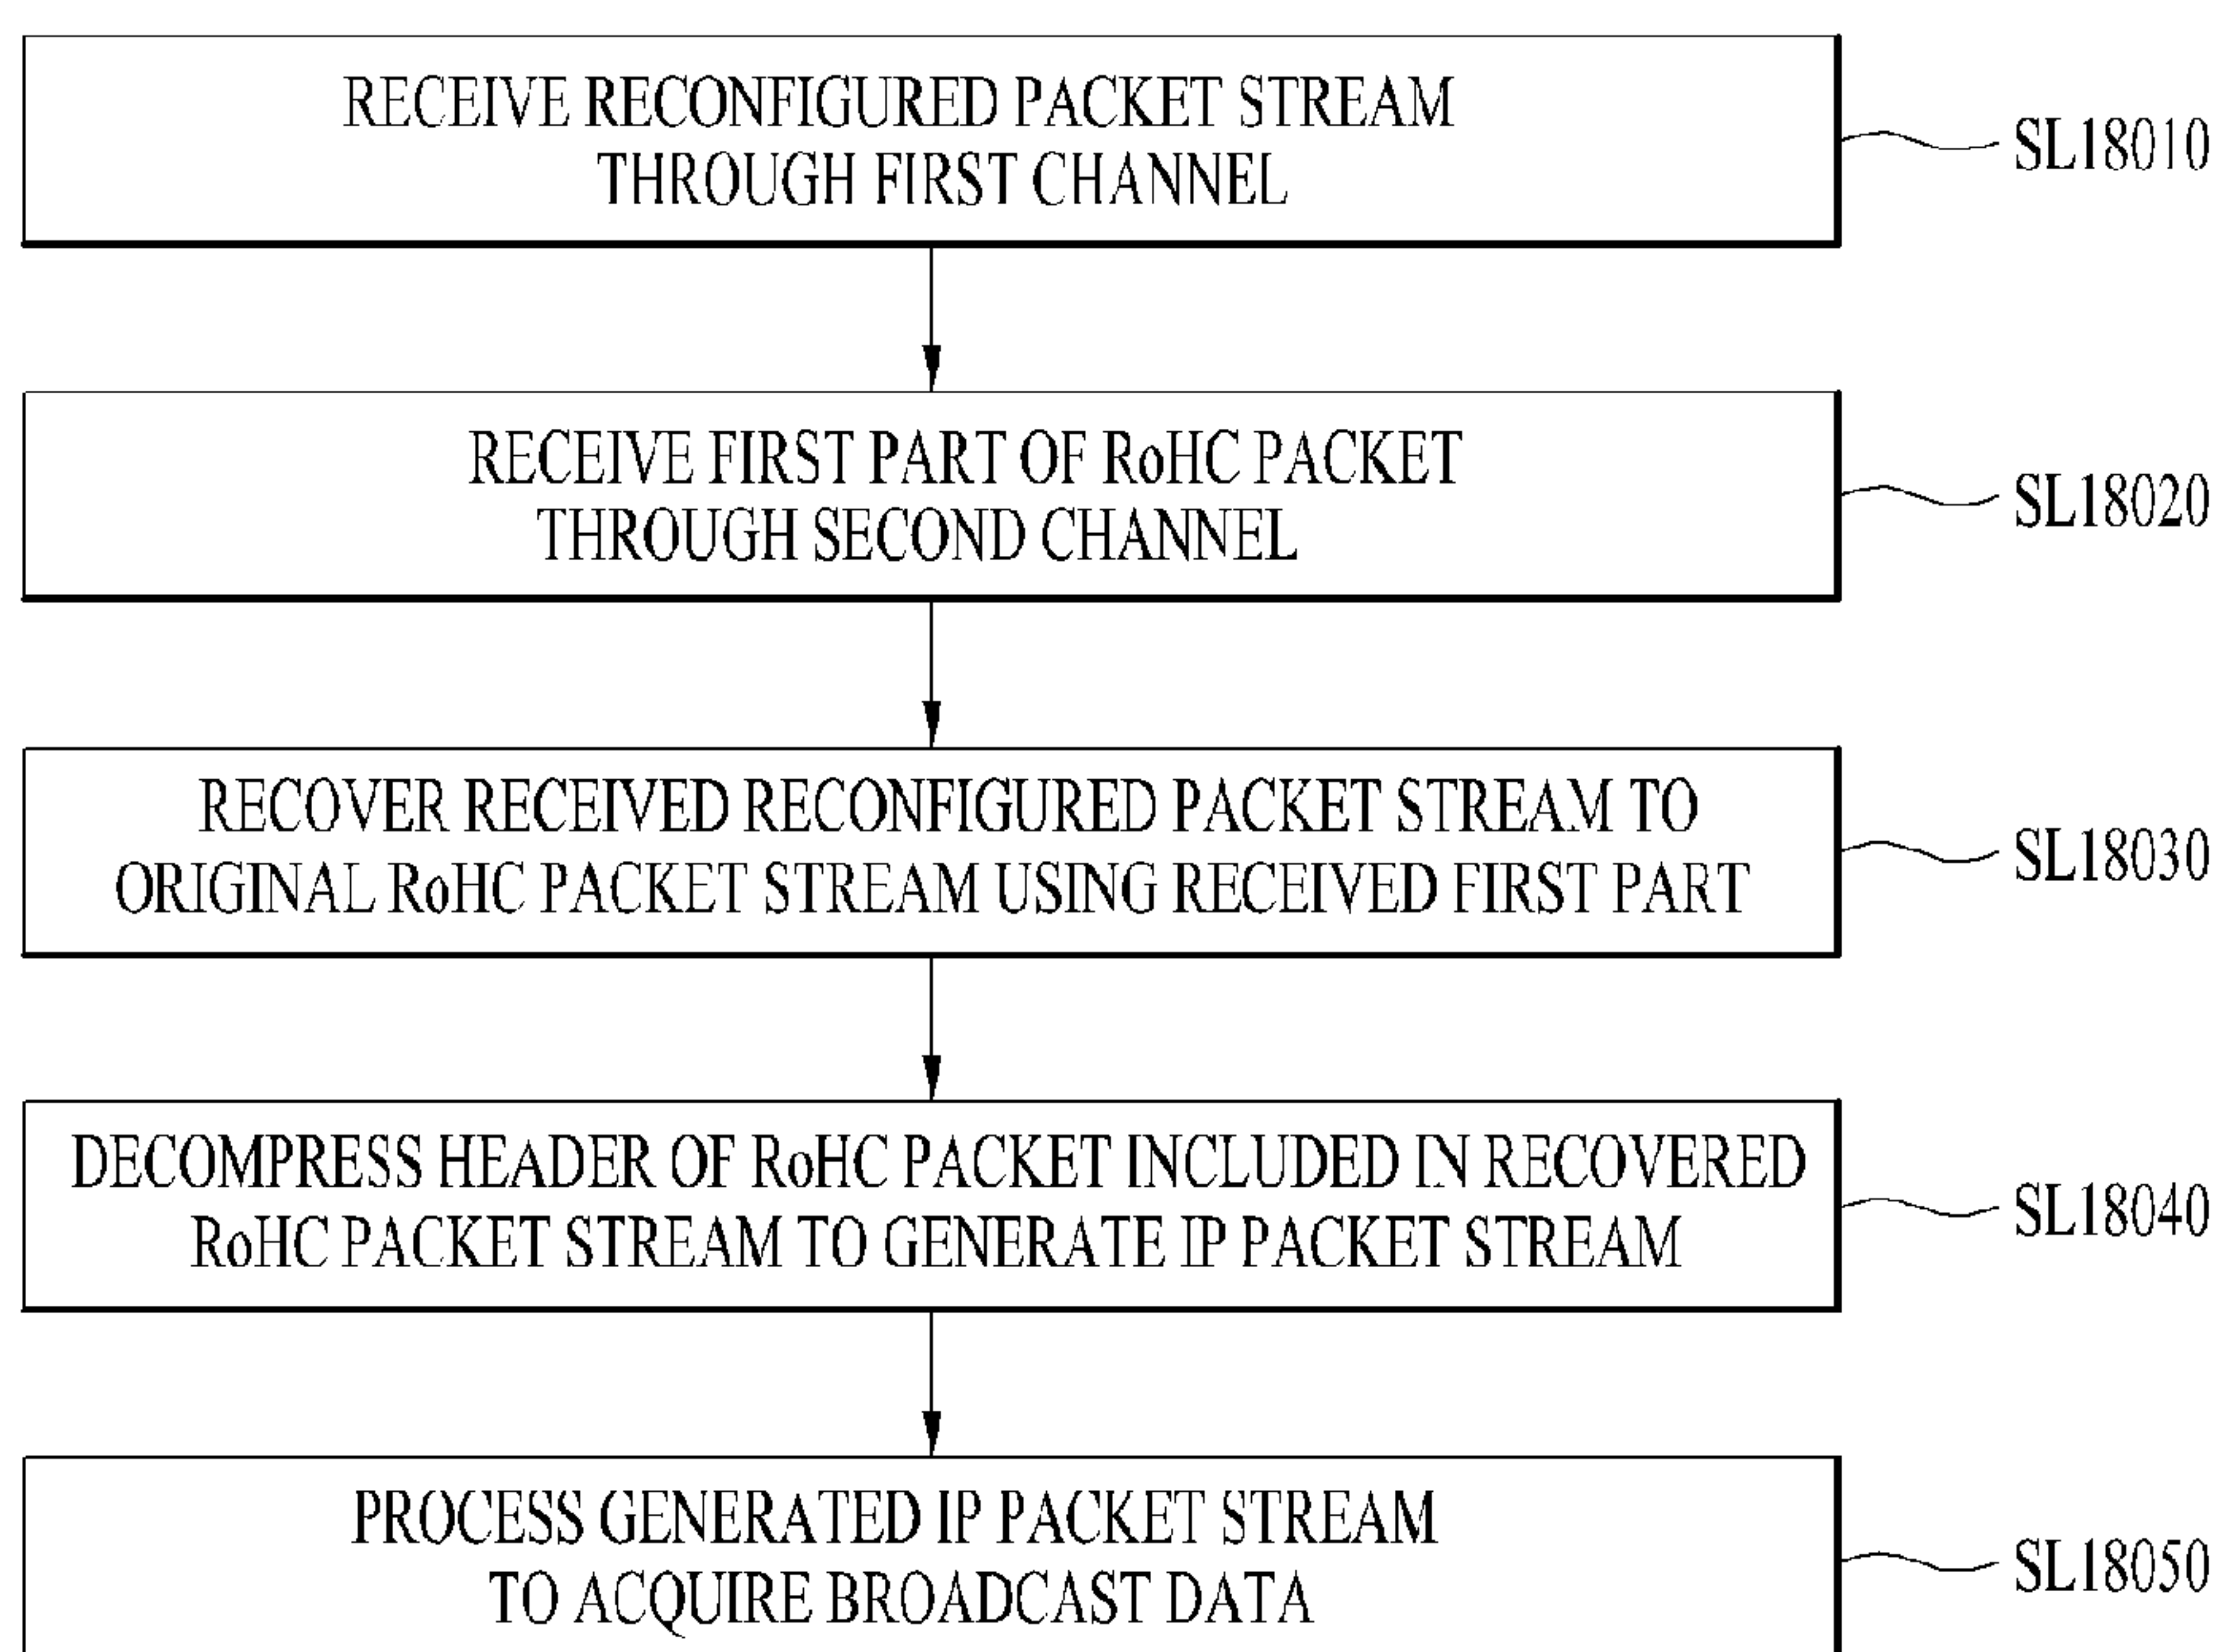 RECEIVE RECONFIGURED PACKET STREAM
THROUGH FIRST CHANNEL
SL18010
RECEIVE FIRST PART OF RoHC PACKET
THROUGH SECOND CHANNEL
SL18020
RECOVER RECEIVED RECONFIGURED PACKET STREAM TO
ORIGINAL RoHC PACKET STREAM USING RECEIVED FIRST PART
SL18030
DECOMPRESS HEADER OF RoHC PACKET INCLUDED IN RECOVERED
RoHC PACKET STREAM TO GENERATE IP PACKET STREAM
SL18040
PROCESS GENERATED IP PACKET STREAM
TO ACQUIRE BROADCAST DATA
SL18050